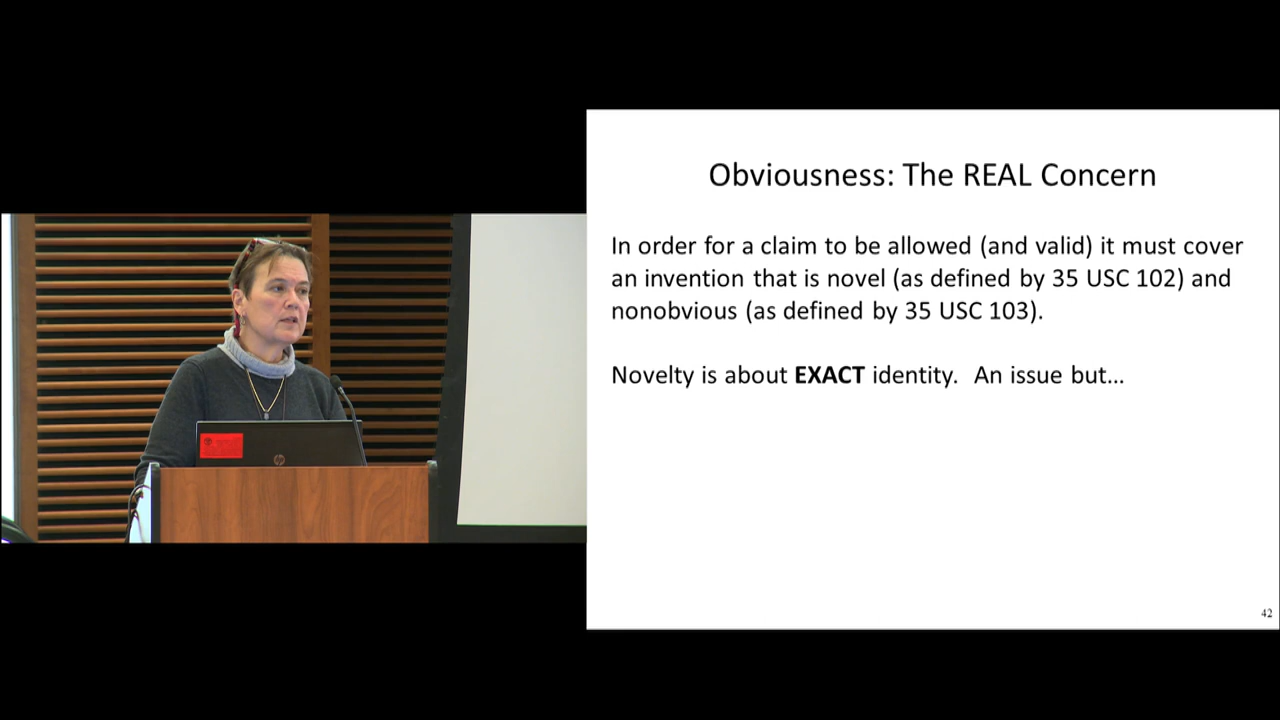 Obviousness: The REAL Concern
In order for a claim to be allowed (and valid) it must cover
an invention that is novel (as defined by 35 USC 102) and
nonobvious (as defined by 35 USC 103).
Novelty is about EXACT identity. An issue but...
42